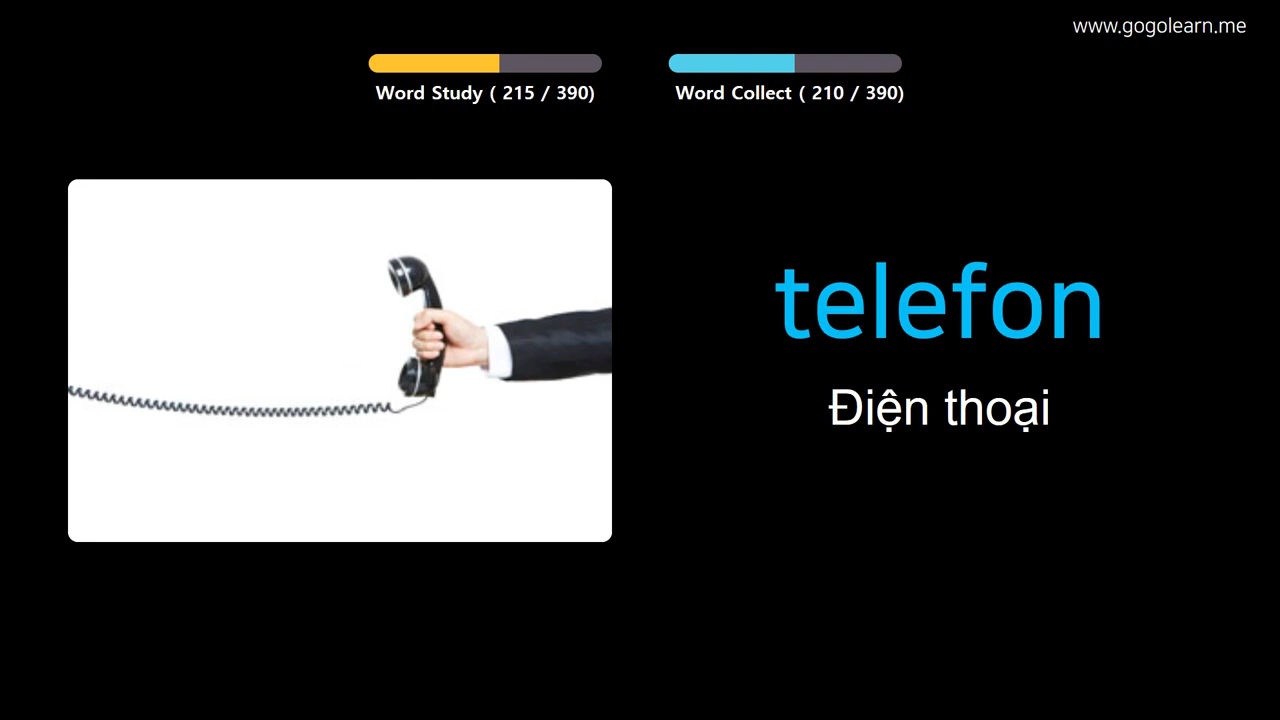 www.gogolearn.me
Word Study ( 215 / 390)
Word Collect ( 210 / 390)
telefon
Điện thoại